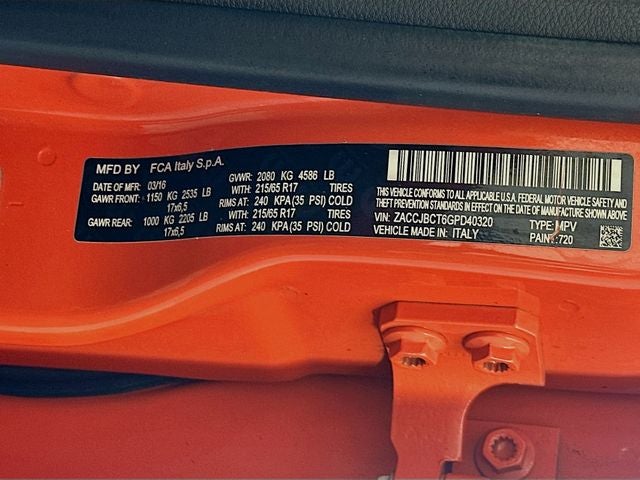 MFD BY FCA Italy S.p.A.
DATE OF MFR: 03/16 GVWR: 2080 KG 4586 LB
GAWR FRONT: 1150 KG 2535 LB WITH: 215/65 R17 TIRES
17x6,5 RIMS AT: 240 KPA(35 PSI) COLD
GAWR REAR: 1000 KG 2205 LB WITH: 215/65 R17 TIRES
17x6,5 RIMS AT: 240 KPA(35 PSI) COLD
THIS VEHICLE CONFORMS TO ALL APPLICABLE U.S.A. FEDERAL MOTOR VEHICLE SAFETY AND
THEFT PREVENTION STANDARDS IN EFFECT ON THE DATE OF MANUFACTURE SHOWN ABOVE
VIN: ZACCJBCT6GPD40320 TYPE: MPV
VEHICLE MADE IN: ITALY PAINT: 720